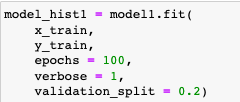 model_hist1 = model1.fit(
    x_train,
    y_train,
    epochs = 100,
    verbose = 1,
    validation_split = 0.2)